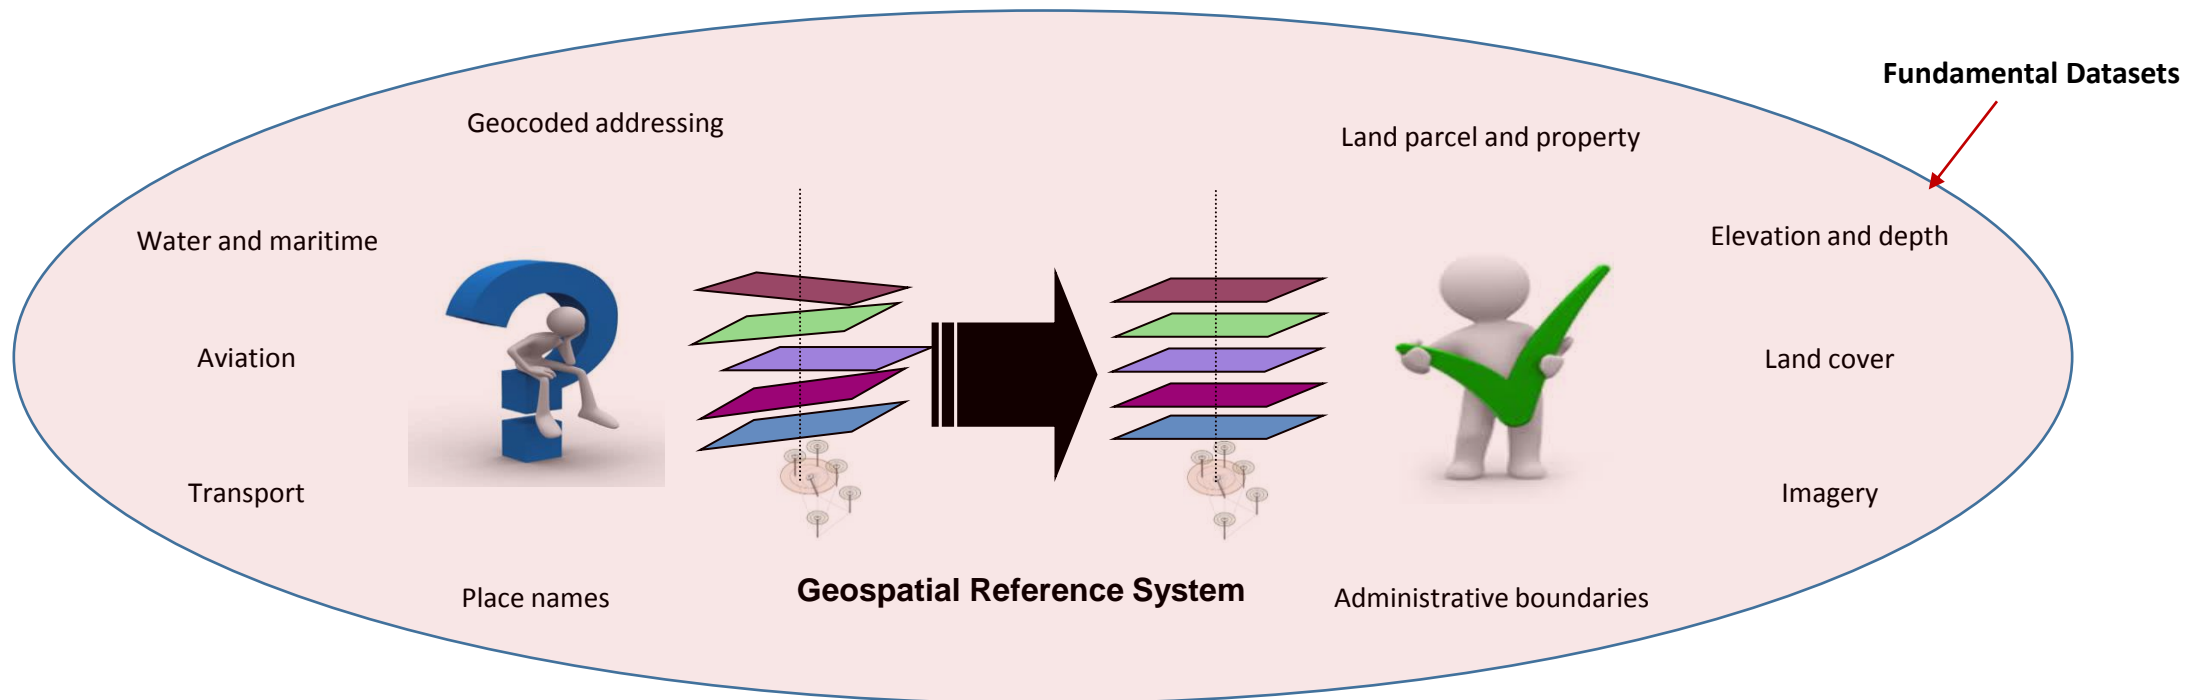 Fundamental Datasets
Geocoded addressing
Land parcel and property
Water and maritime
Elevation and depth
Aviation
Land cover
Transport
Imagery
Place names
Geospatial Reference System
Administrative boundaries